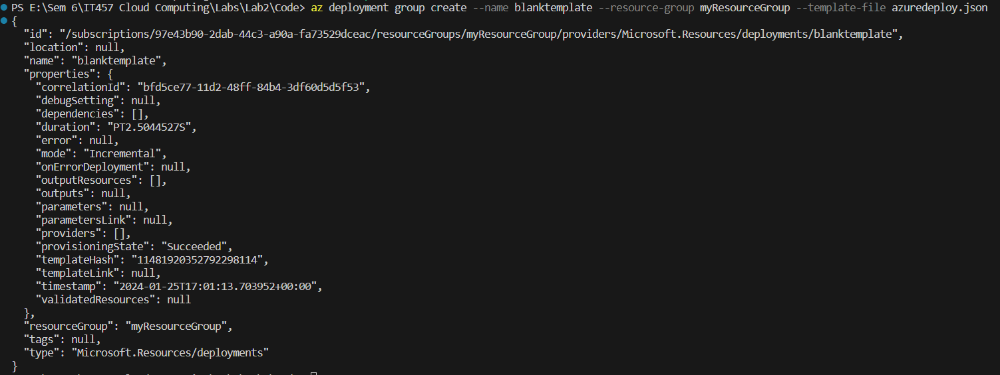 PS E:\Sem 6\IT457 Cloud Computing\Labs\Lab2\Code> az deployment group create --name blanktemplate --resource-group myResourceGroup --template-file azuredeploy.json
{
  "id": "/subscriptions/97e43b90-2dab-44c3-a90a-fa73529dceac/resourceGroups/myResourceGroup/providers/Microsoft.Resources/deployments/blanktemplate",
  "location": null,
  "name": "blanktemplate",
  "properties": {
    "correlationId": "bfd5ce77-11d2-48ff-84b4-3df60d5d5f53",
    "debugSetting": null,
    "dependencies": [],
    "duration": "PT2.5044527S",
    "error": null,
    "mode": "Incremental",
    "onErrorDeployment": null,
    "outputResources": [],
    "outputs": null,
    "parameters": null,
    "parametersLink": null,
    "providers": [],
    "provisioningState": "Succeeded",
    "templateHash": "11481920352792298114",
    "templateLink": null,
    "timestamp": "2024-01-25T17:01:13.703952+00:00",
    "validatedResources": null
  },
  "resourceGroup": "myResourceGroup",
  "tags": null,
  "type": "Microsoft.Resources/deployments"
}